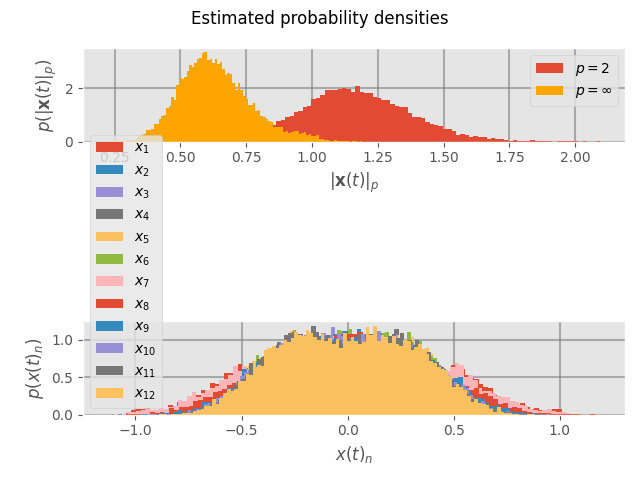 Estimated probability densities
p(|x(t)|ₚ)
2
0
p = 2
p = ∞
0.25 0.50 0.75 1.00 1.25 1.50 1.75 2.00
|x(t)|ₚ
x₁
x₂
x₃
x₄
x₅
x₆
x₇
x₈
x₉
x₁₀
x₁₁
x₁₂
p(x(t)ₙ)
1.0
0.5
0.0
−1.0 −0.5 0.0 0.5 1.0
x(t)ₙ